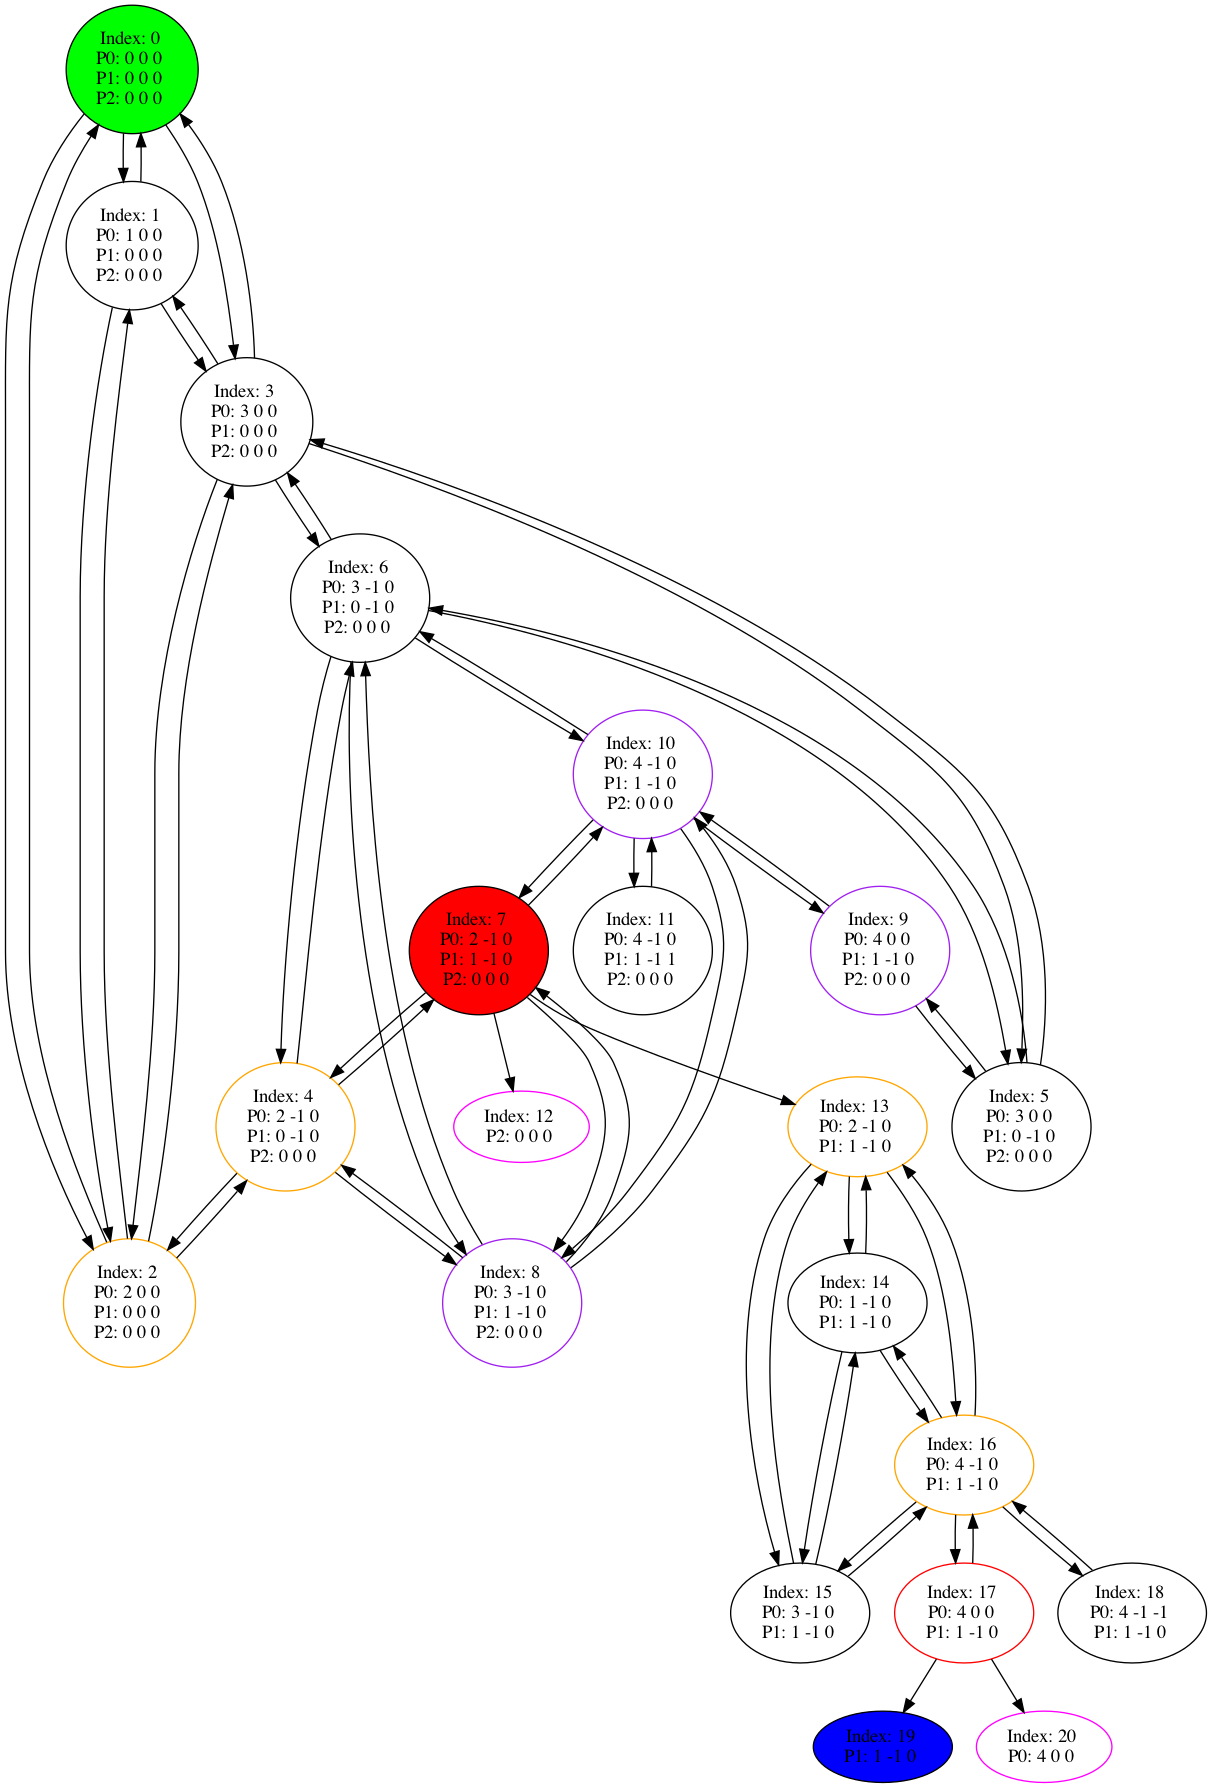 Index: 0
P0: 0 0 0
P1: 0 0 0
P2: 0 0 0
Index: 1
P0: 1 0 0
P1: 0 0 0
P2: 0 0 0
Index: 3
P0: 3 0 0
P1: 0 0 0
P2: 0 0 0
Index: 6
P0: 3 -1 0
P1: 0 -1 0
P2: 0 0 0
Index: 10
P0: 4 -1 0
P1: 1 -1 0
P2: 0 0 0
Index: 7
P0: 2 -1 0
P1: 1 -1 0
P2: 0 0 0
Index: 11
P0: 4 -1 0
P1: 1 -1 1
P2: 0 0 0
Index: 9
P0: 4 0 0
P1: 1 -1 0
P2: 0 0 0
Index: 4
P0: 2 -1 0
P1: 0 -1 0
P2: 0 0 0
Index: 12
P2: 0 0 0
Index: 13
P0: 2 -1 0
P1: 1 -1 0
Index: 5
P0: 3 0 0
P1: 0 -1 0
P2: 0 0 0
Index: 2
P0: 2 0 0
P1: 0 0 0
P2: 0 0 0
Index: 8
P0: 3 -1 0
P1: 1 -1 0
P2: 0 0 0
Index: 14
P0: 1 -1 0
P1: 1 -1 0
Index: 16
P0: 4 -1 0
P1: 1 -1 0
Index: 15
P0: 3 -1 0
P1: 1 -1 0
Index: 17
P0: 4 0 0
P1: 1 -1 0
Index: 18
P0: 4 -1 -1
P1: 1 -1 0
Index: 19
P1: 1 -1 0
Index: 20
P0: 4 0 0